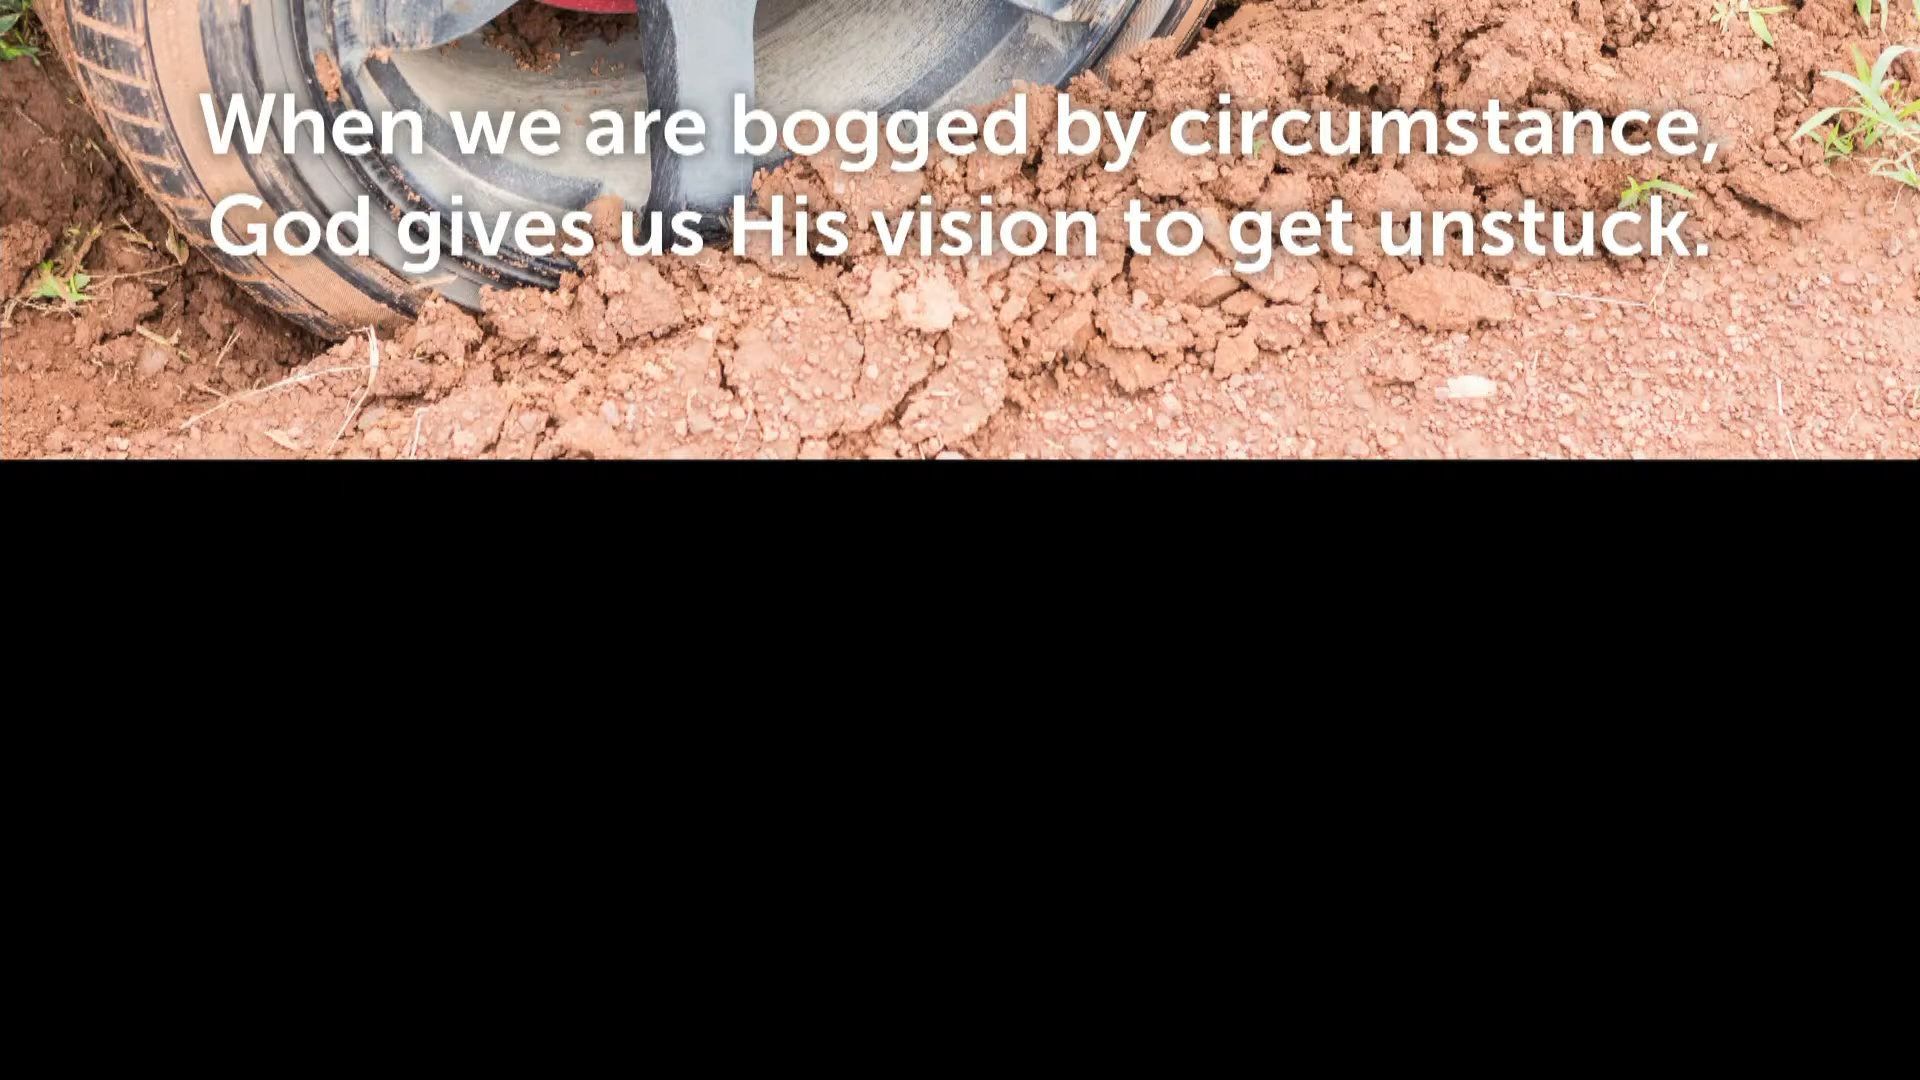 When we are bogged by circumstance,
God gives us His vision to get unstuck.